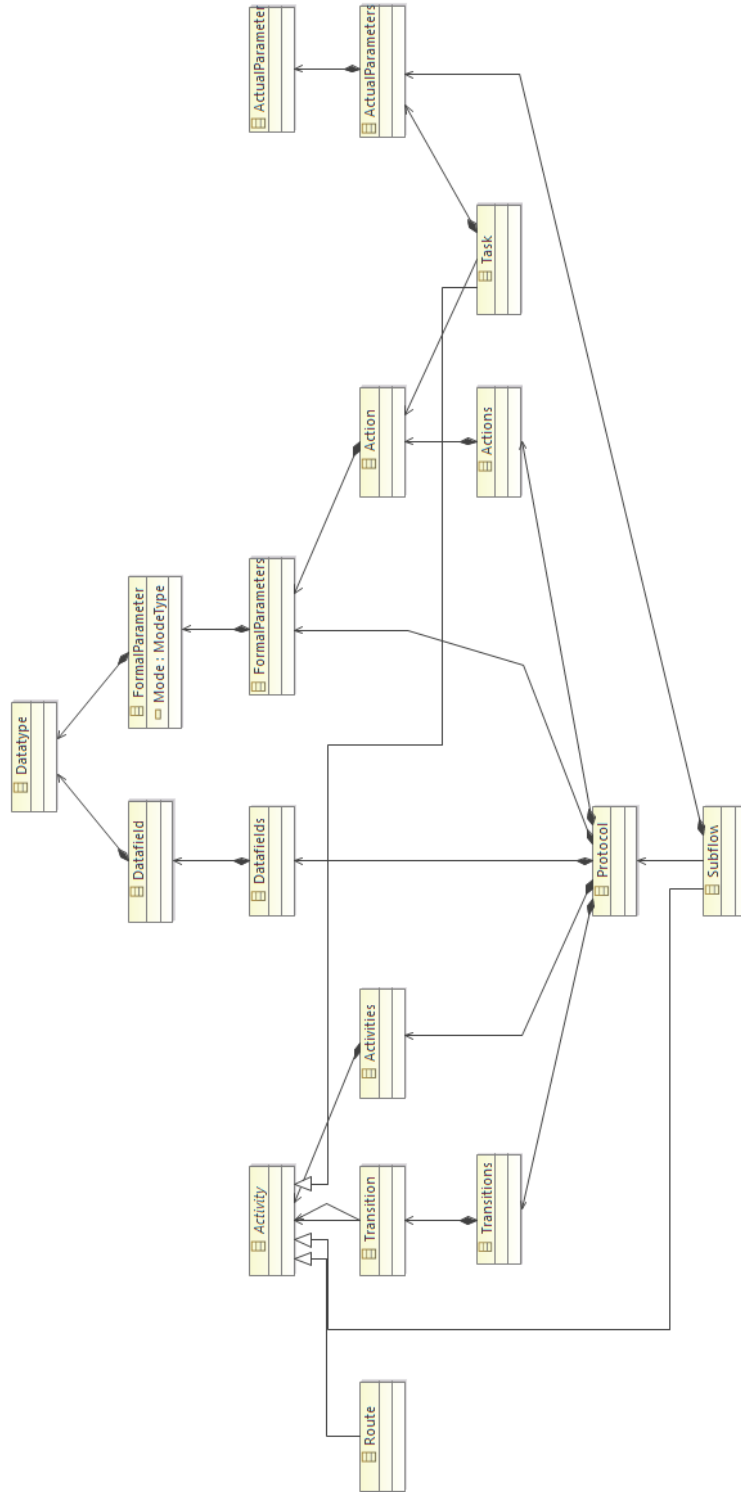 Datatype
Datafield
FormalParameter
Mode : ModeType
Activity
Datafields
FormalParameters
ActualParameter
Route
Transition
Activities
Action
ActualParameters
Transitions
Actions
Task
Protocol
Subflow